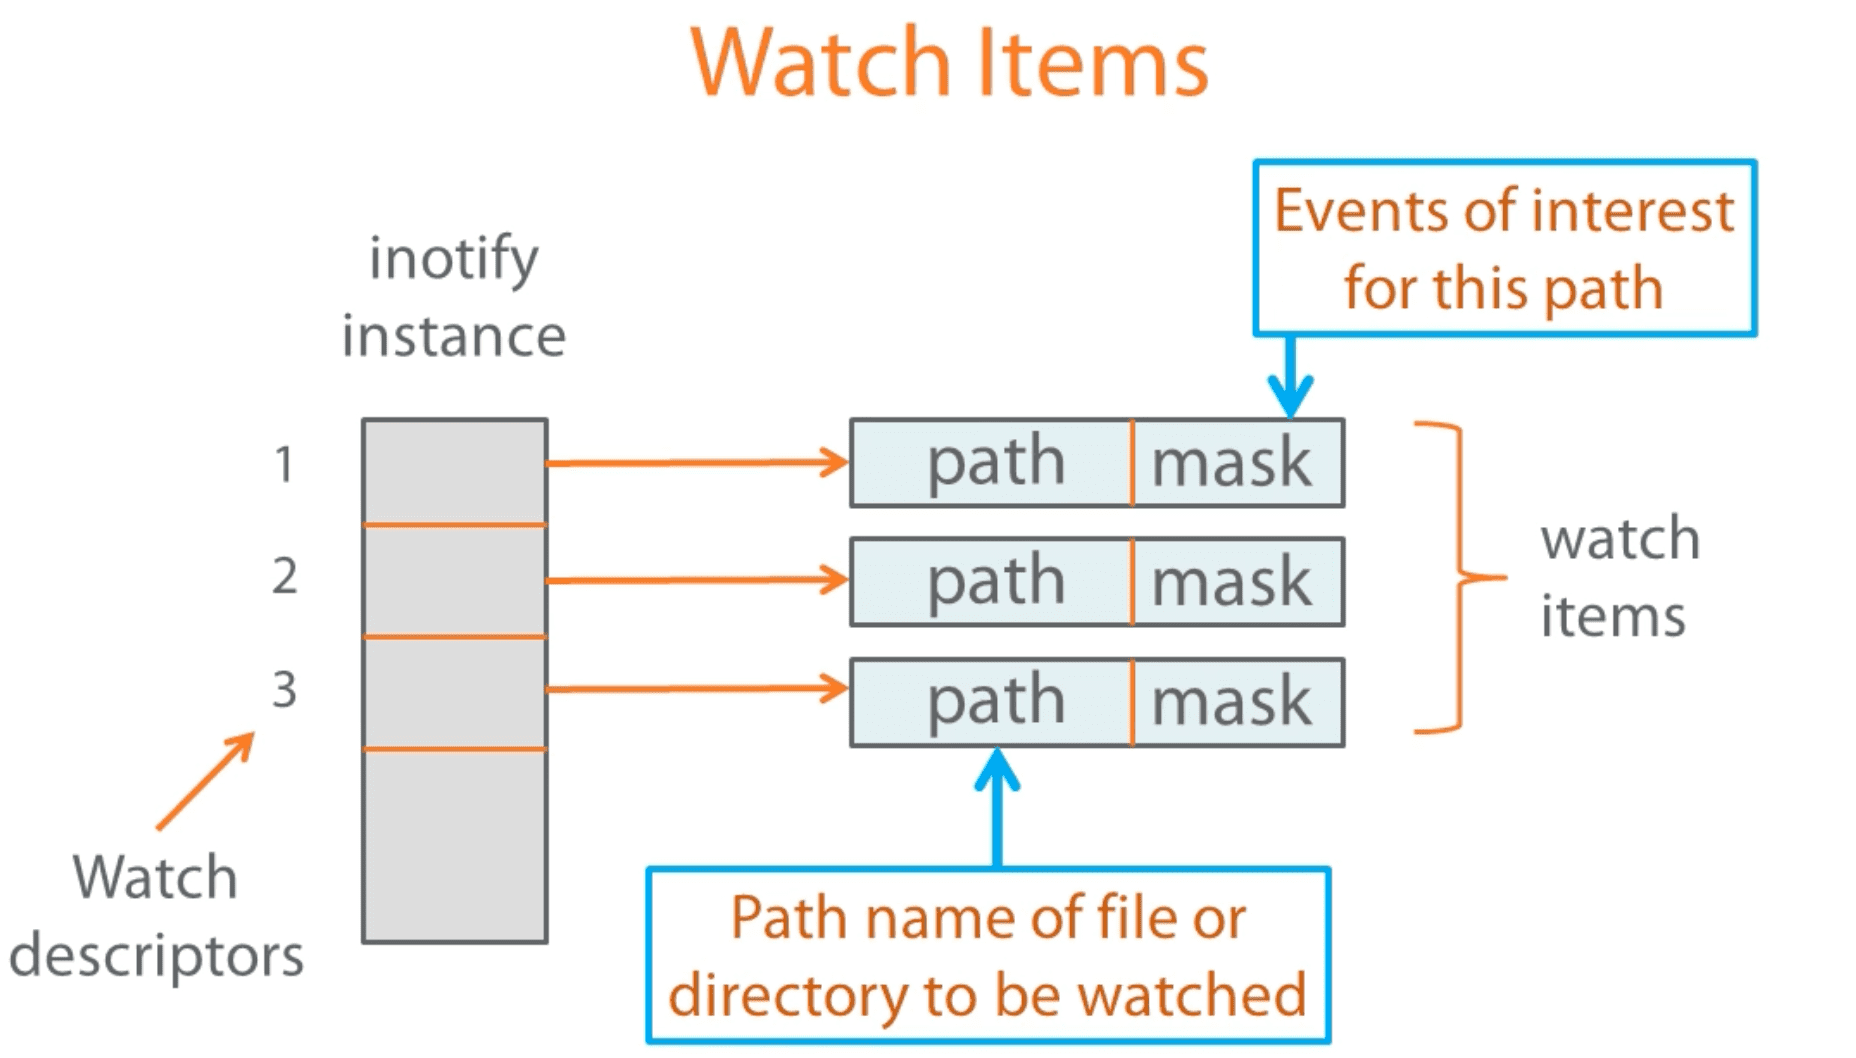 Watch Items
Events of interest
for this path
inotify
instance
1
path mask
2
path mask
3
path mask
watch
items
Watch
descriptors
Path name of file or
directory to be watched